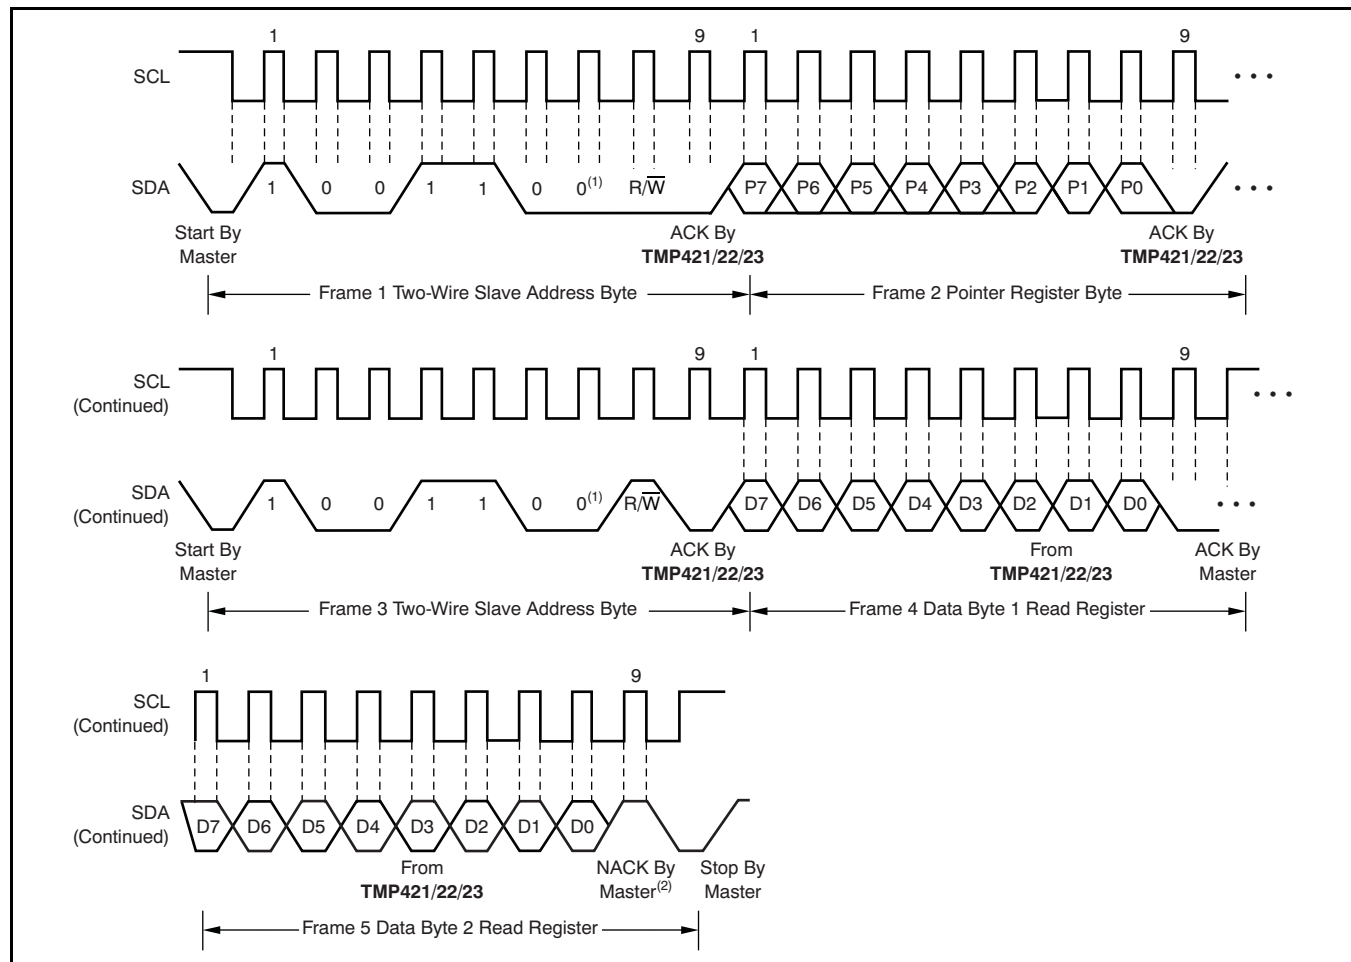 1 9 1 9
SCL
• • •
SDA
1 0 0 1 1 0 0(1) R/W̅ P7 P6 P5 P4 P3 P2 P1 P0
• • •
Start By
Master
ACK By
TMP421/22/23
ACK By
TMP421/22/23
Frame 1 Two-Wire Slave Address Byte
Frame 2 Pointer Register Byte
1 9 1 9
SCL
(Continued)
• • •
SDA
(Continued)
1 0 0 1 1 0 0(1) R/W̅ D7 D6 D5 D4 D3 D2 D1 D0
• • •
Start By
Master
ACK By
TMP421/22/23
From
TMP421/22/23
ACK By
Master
Frame 3 Two-Wire Slave Address Byte
Frame 4 Data Byte 1 Read Register
1 9
SCL
(Continued)
SDA
(Continued)
D7 D6 D5 D4 D3 D2 D1 D0
From
TMP421/22/23
NACK By
Master(2)
Stop By
Master
Frame 5 Data Byte 2 Read Register